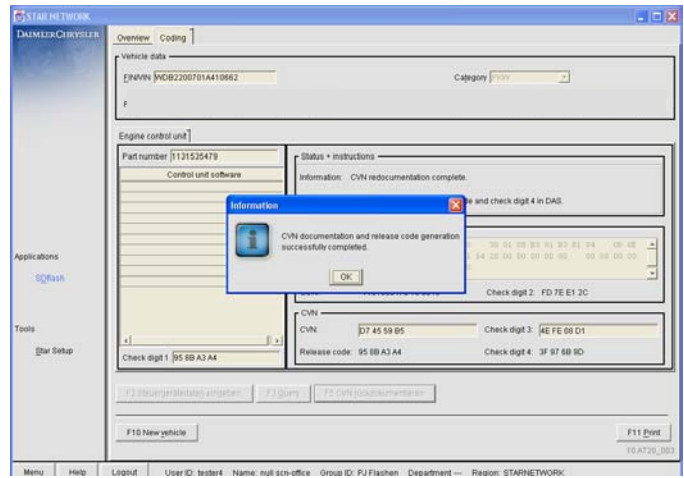 STAR NETWORK
DAIMLERCHRYSLER
Overview Coding
Vehicle data
FIN/VIN WDB2200701A410662 Category
F
Engine control unit
Part number 1131535479
Control unit software
Status + instructions
Information: CVN redocumentation complete.
and check digit 4 in DAS.
Information
CVN documentation and release code generation
successfully completed.
OK
Check digit 2: FD 7E E1 2C
CVN
CVN: D7 45 59 B5 Check digit 3: 4E FE 08 D1
Check digit 1 95 8B A3 A4
Release code: 95 8B A3 A4 Check digit 4: 3F 97 6B 9D
Applications
SDflash
Tools
Star Setup
F10 New vehicle F11 Print
Menu Help Logout User ID: tester4 Name: null scn-office Group ID: PJ Flashen Department --- Region: STARNETWORK